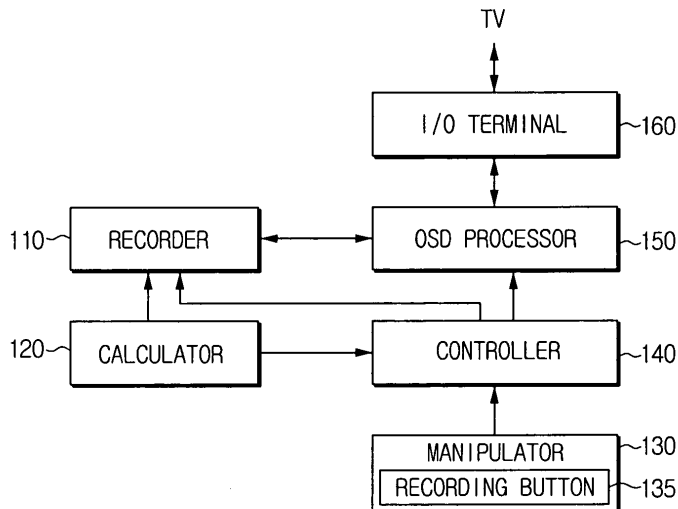 TV
I/O TERMINAL
160
110
RECORDER
OSD PROCESSOR
150
120
CALCULATOR
CONTROLLER
140
MANIPULATOR
130
RECORDING BUTTON
135